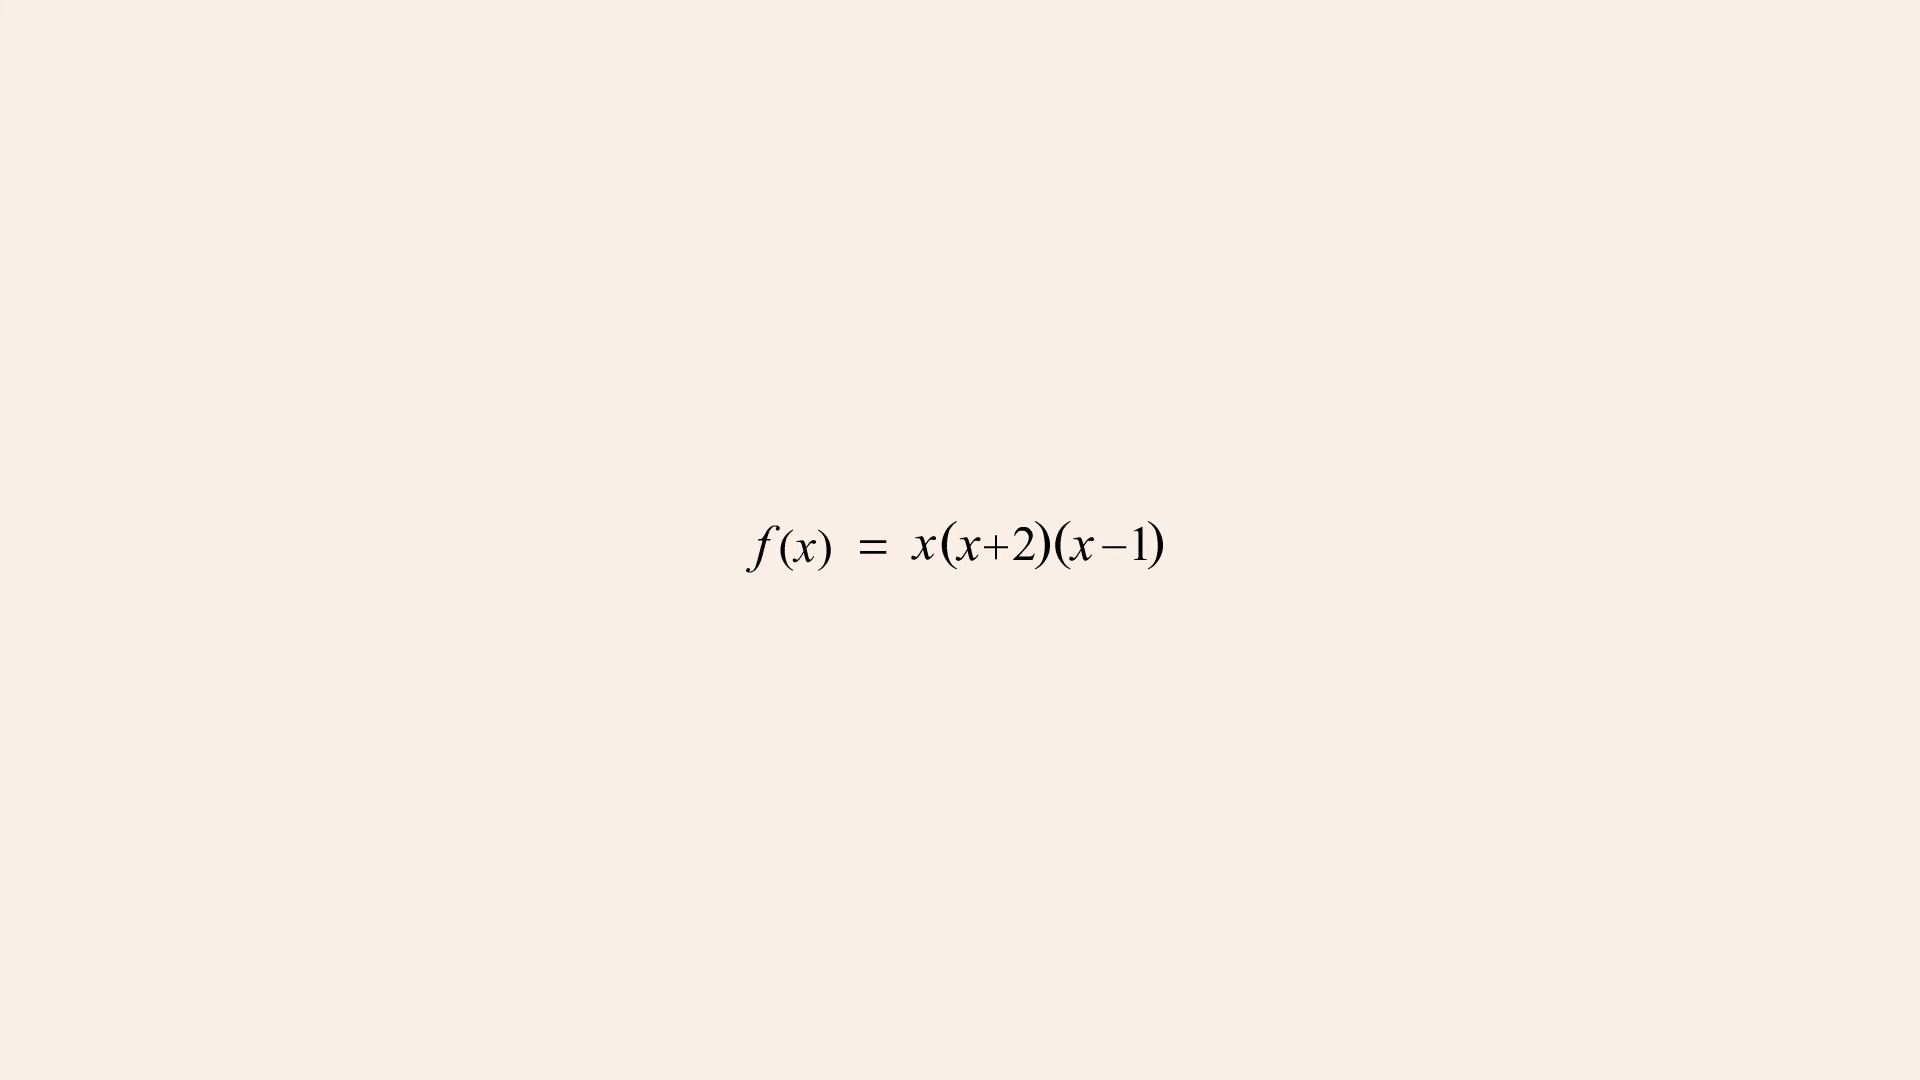 f(x) = x(x+2)(x−1)